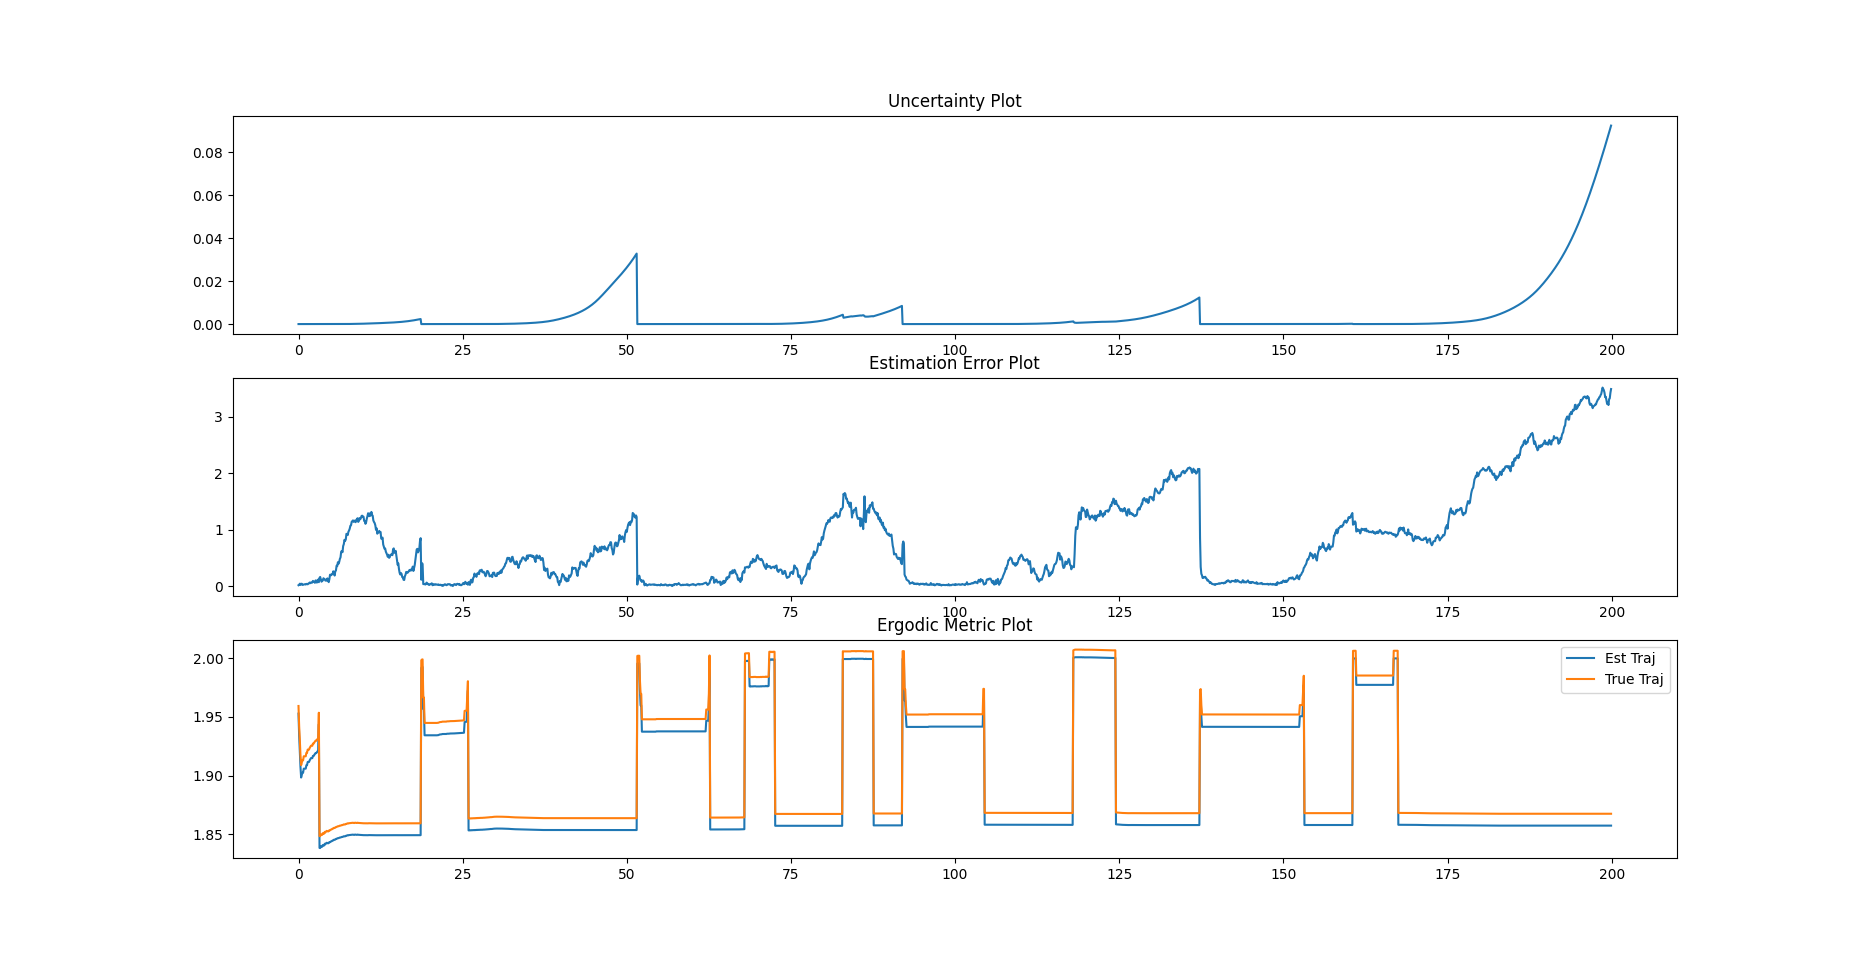 Uncertainty Plot
0.08
0.06
0.04
0.02
0.00
0 25 50 75 100 125 150 175 200
Estimation Error Plot
3
2
1
0
0 25 50 75 100 125 150 175 200
Ergodic Metric Plot
2.00
1.95
1.90
1.85
Est Traj
True Traj
0 25 50 75 100 125 150 175 200